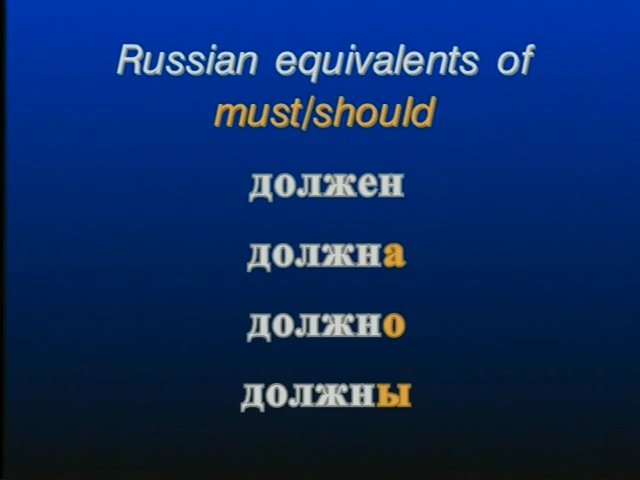 Russian equivalents of
must/should
должен
должна
должно
должны